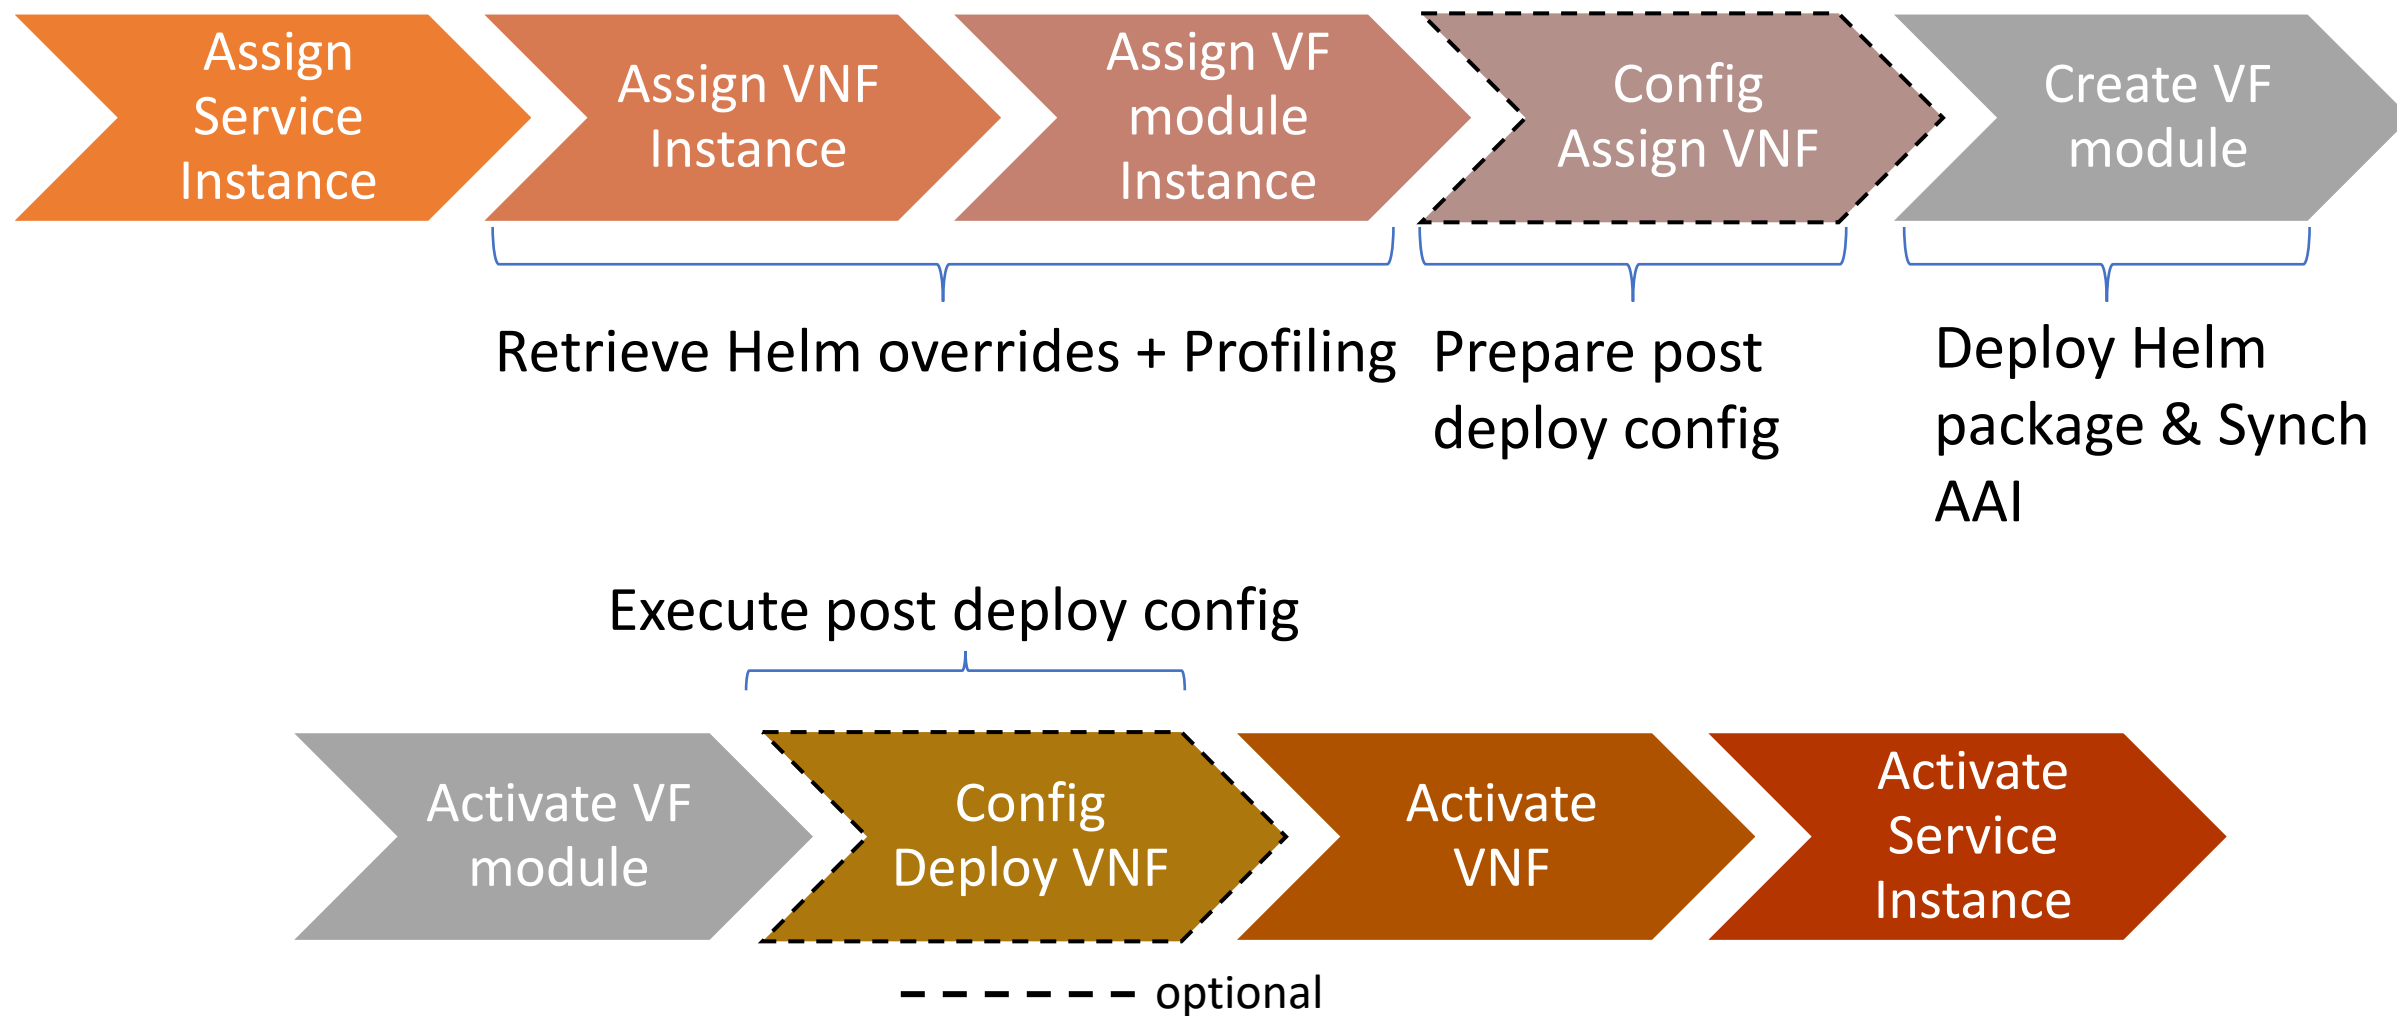 Assign
Service
Instance
Assign VNF
Instance
Assign VF
module
Instance
Config
Assign VNF
Create VF
module
Retrieve Helm overrides + Profiling
Prepare post
deploy config
Deploy Helm
package & Synch
AAI
Execute post deploy config
Activate VF
module
Config
Deploy VNF
Activate
VNF
Activate
Service
Instance
optional